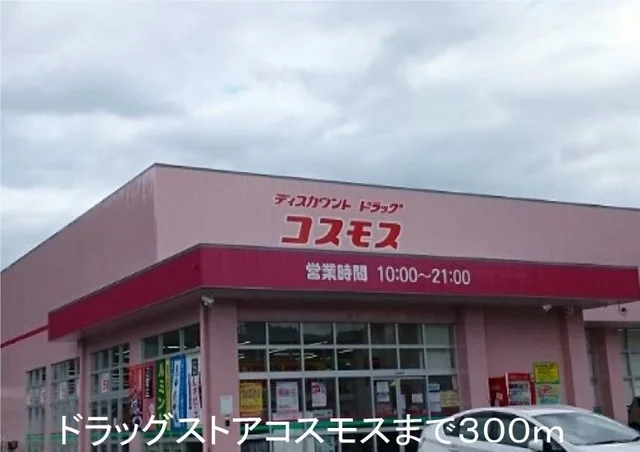 ディスカウント ドラッグ
コスモス
営業時間 10:00～21:00
ドラッグストアコスモスまで300m